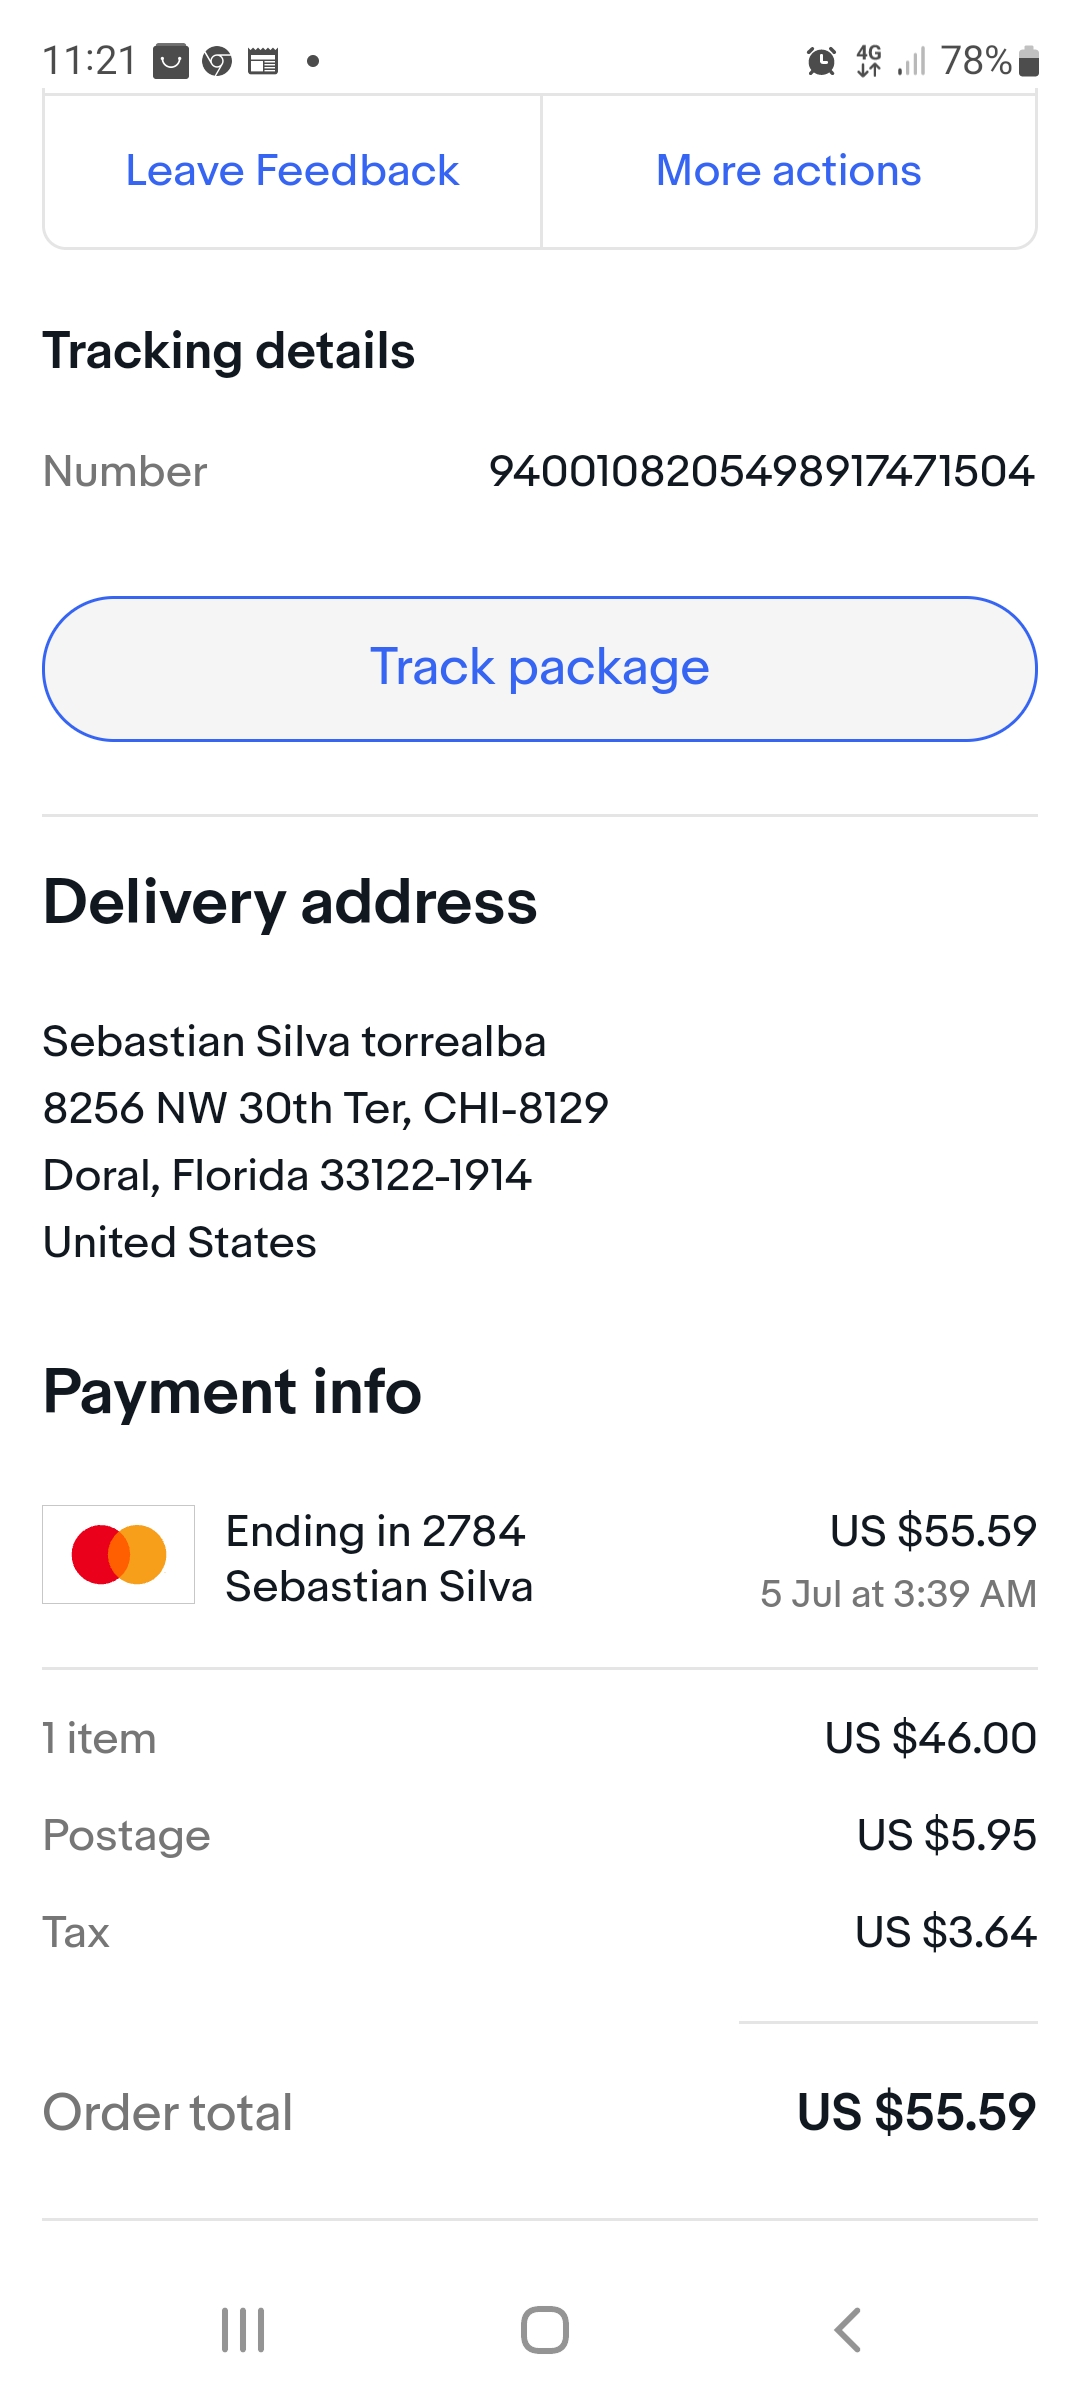 11:21 4G 78%
Leave Feedback More actions
Tracking details
Number 9400108205498917471504
Track package
Delivery address
Sebastian Silva torrealba
8256 NW 30th Ter, CHI-8129
Doral, Florida 33122-1914
United States
Payment info
Ending in 2784 US $55.59
Sebastian Silva 5 Jul at 3:39 AM
1 item US $46.00
Postage US $5.95
Tax US $3.64
Order total US $55.59